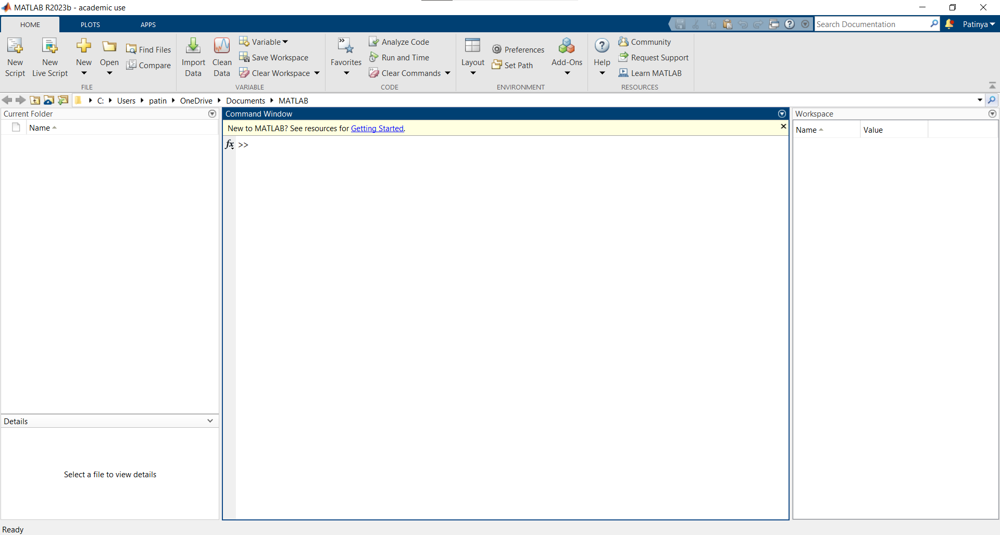 MATLAB R2023b - academic use
HOME PLOTS APPS
Search Documentation
Patinya
New Script
New Live Script
New
Open
Find Files
Compare
FILE
Import Data
Clean Data
Variable
Save Workspace
Clear Workspace
VARIABLE
Favorites
Analyze Code
Run and Time
Clear Commands
CODE
Layout
Preferences
Set Path
Add-Ons
ENVIRONMENT
Help
Community
Request Support
Learn MATLAB
RESOURCES
C: Users patin OneDrive Documents MATLAB
Current Folder
Name
Details
Select a file to view details
Command Window
New to MATLAB? See resources for Getting Started.
fx >>
Workspace
Name Value
Ready